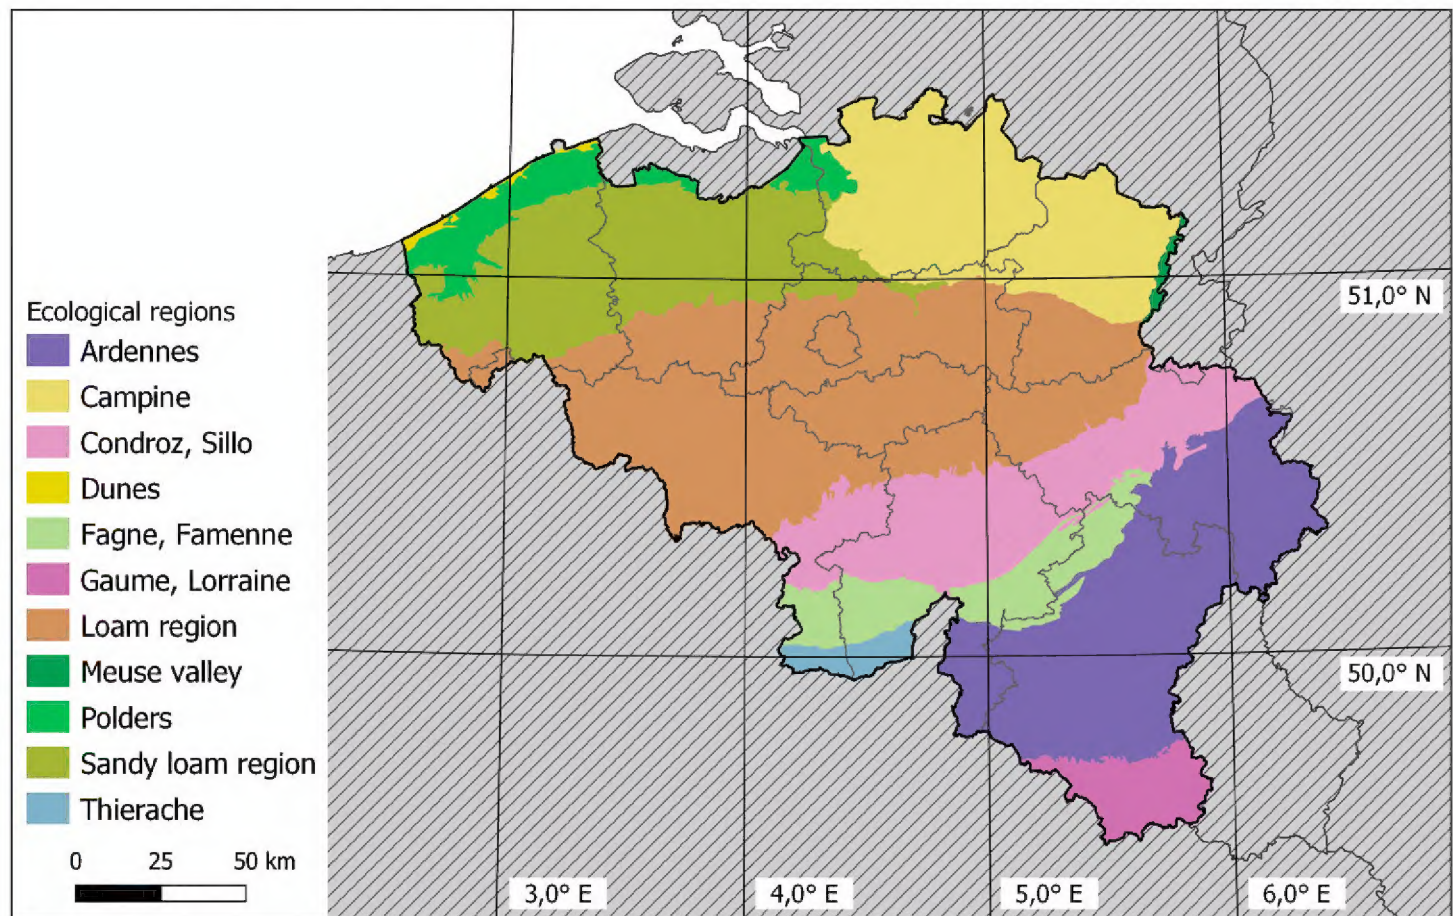 Ecological regions
Ardennes
Campine
Condroz, Sillo
Dunes
Fagne, Famenne
Gaume, Lorraine
Loam region
Meuse valley
Polders
Sandy loam region
Thierache
0 25 50 km
51,0° N
50,0° N
3,0° E 4,0° E 5,0° E 6,0° E